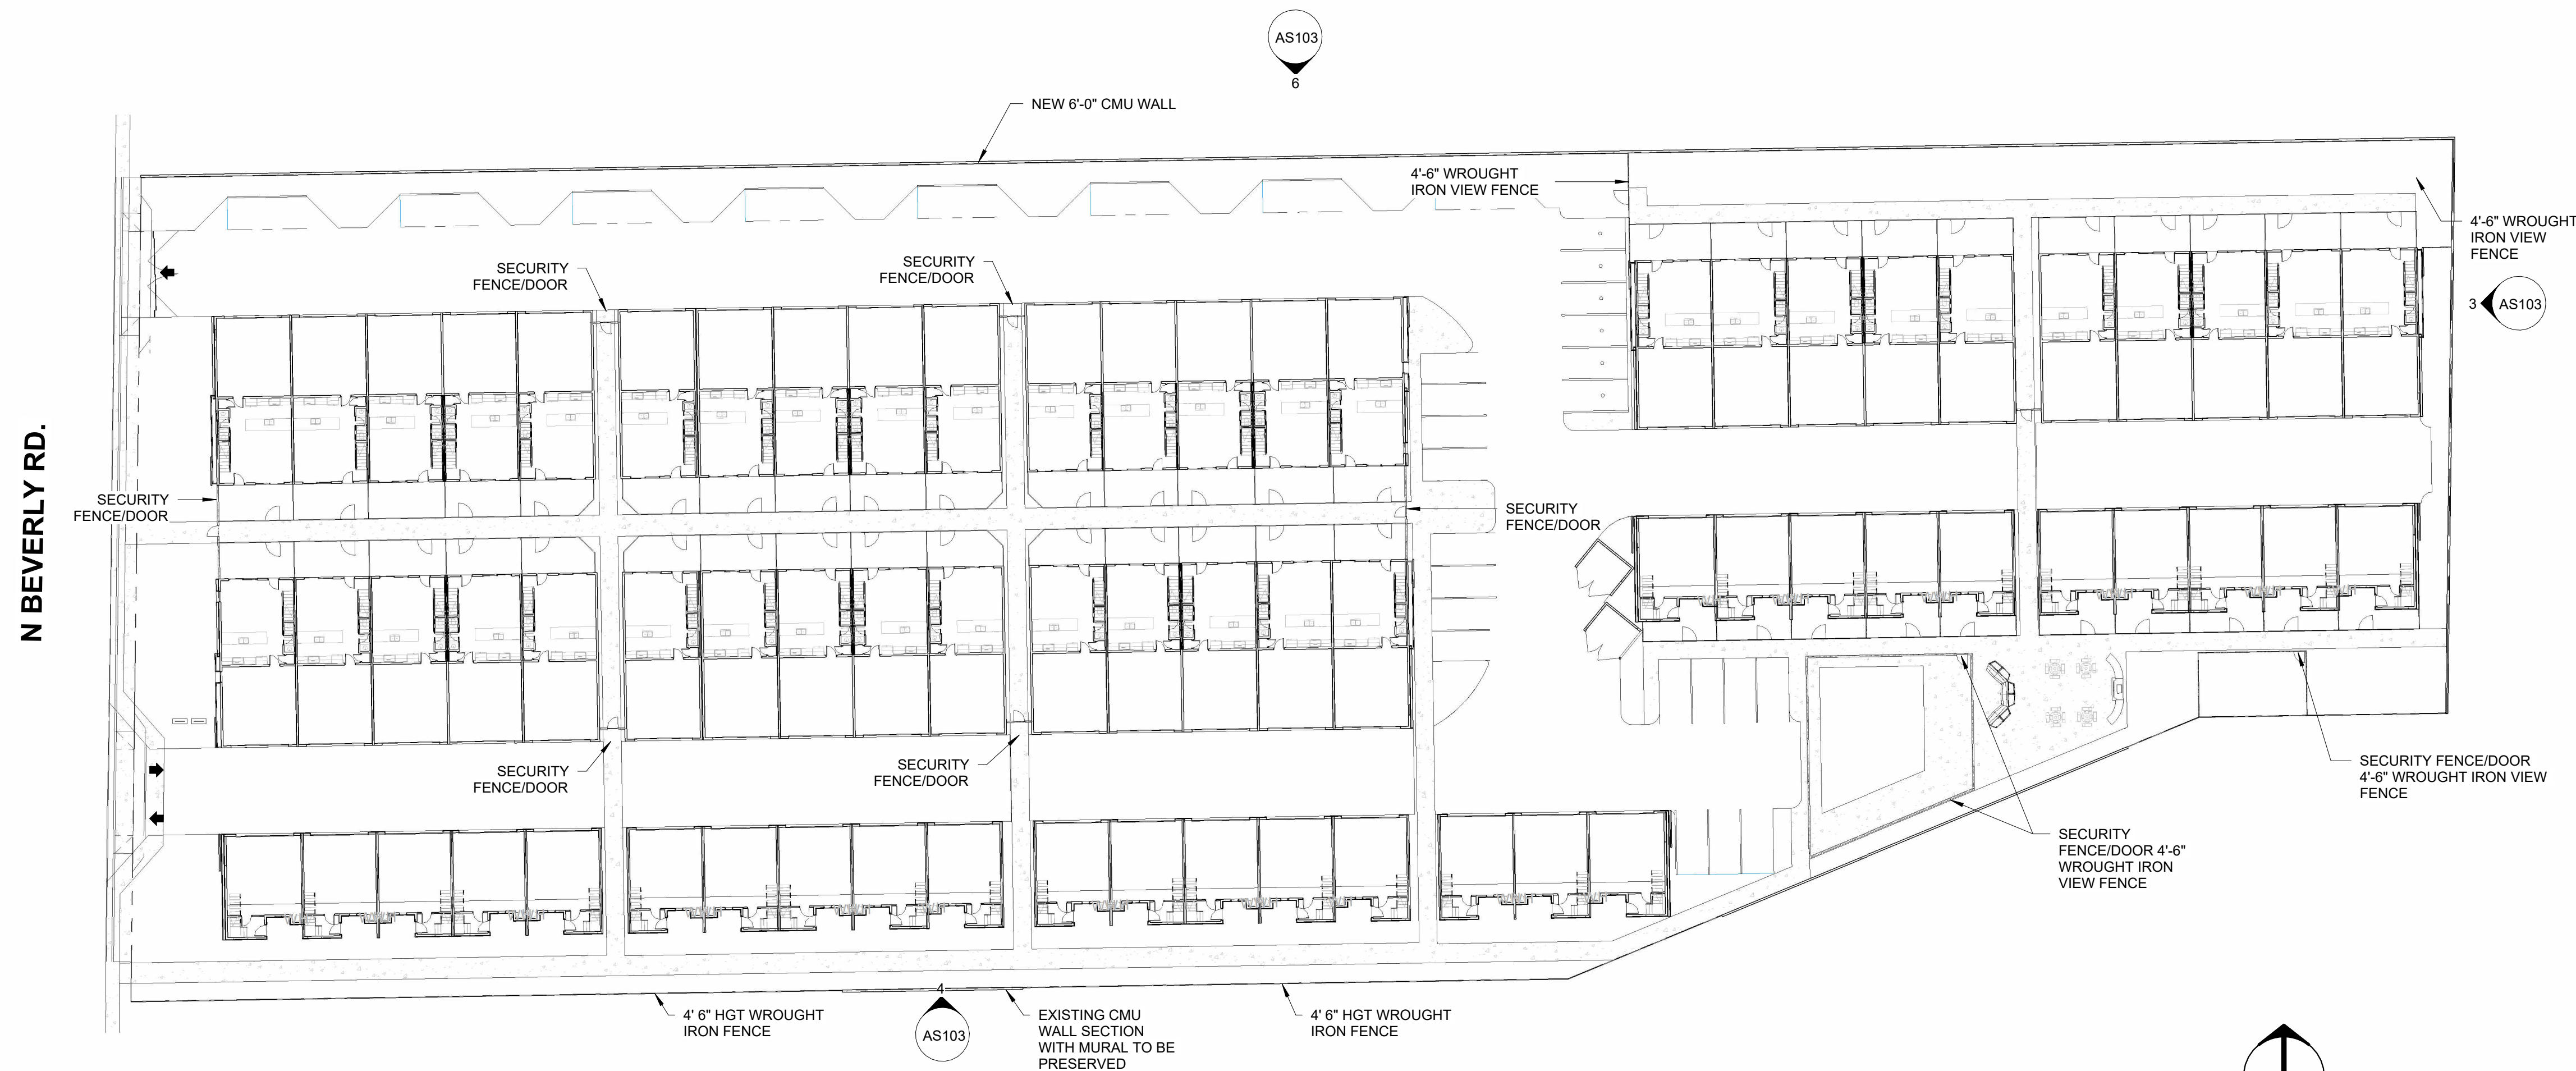 AS103
6
NEW 6'-0" CMU WALL
4'-6" WROUGHT
IRON VIEW FENCE
4'-6" WROUGHT
IRON VIEW
FENCE
SECURITY
FENCE/DOOR
SECURITY
FENCE/DOOR
3
AS103
N BEVERLY RD.
SECURITY
FENCE/DOOR
SECURITY
FENCE/DOOR
SECURITY
FENCE/DOOR
SECURITY
FENCE/DOOR
SECURITY FENCE/DOOR
4'-6" WROUGHT IRON VIEW
FENCE
SECURITY
FENCE/DOOR 4'-6"
WROUGHT IRON
VIEW FENCE
4
AS103
4' 6" HGT WROUGHT
IRON FENCE
EXISTING CMU
WALL SECTION
WITH MURAL TO BE
PRESERVED
4' 6" HGT WROUGHT
IRON FENCE